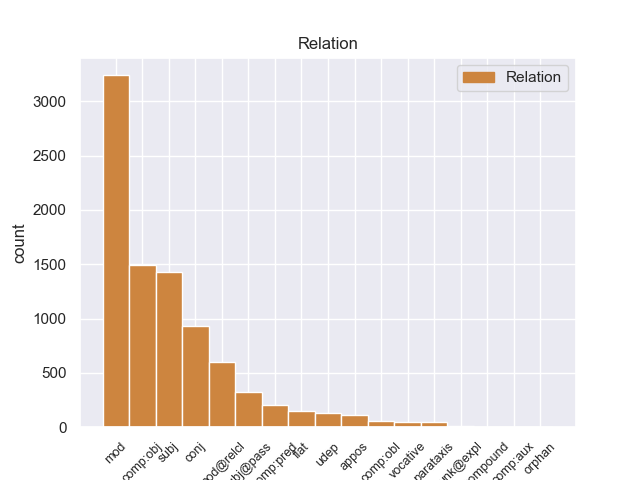 Relation
Relation
3000
2500
2000
1500
1000
500
0
count
mod
comp:obj
subj
conj
flat
udep
appos
comp:obl
vocative
parataxis
comp:aux
orphan